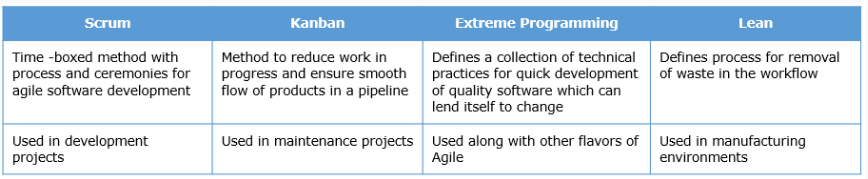 Scrum
Kanban
Extreme Programming
Lean
Time -boxed method with
process and ceremonies for
agile software development
Method to reduce work in
progress and ensure smooth
flow of products in a pipeline
Defines a collection of technical
practices for quick development
of quality software which can
lend itself to change
Defines process for removal
of waste in the workflow
Used in development
projects
Used in maintenance projects
Used along with other flavors of
Agile
Used in manufacturing
environments